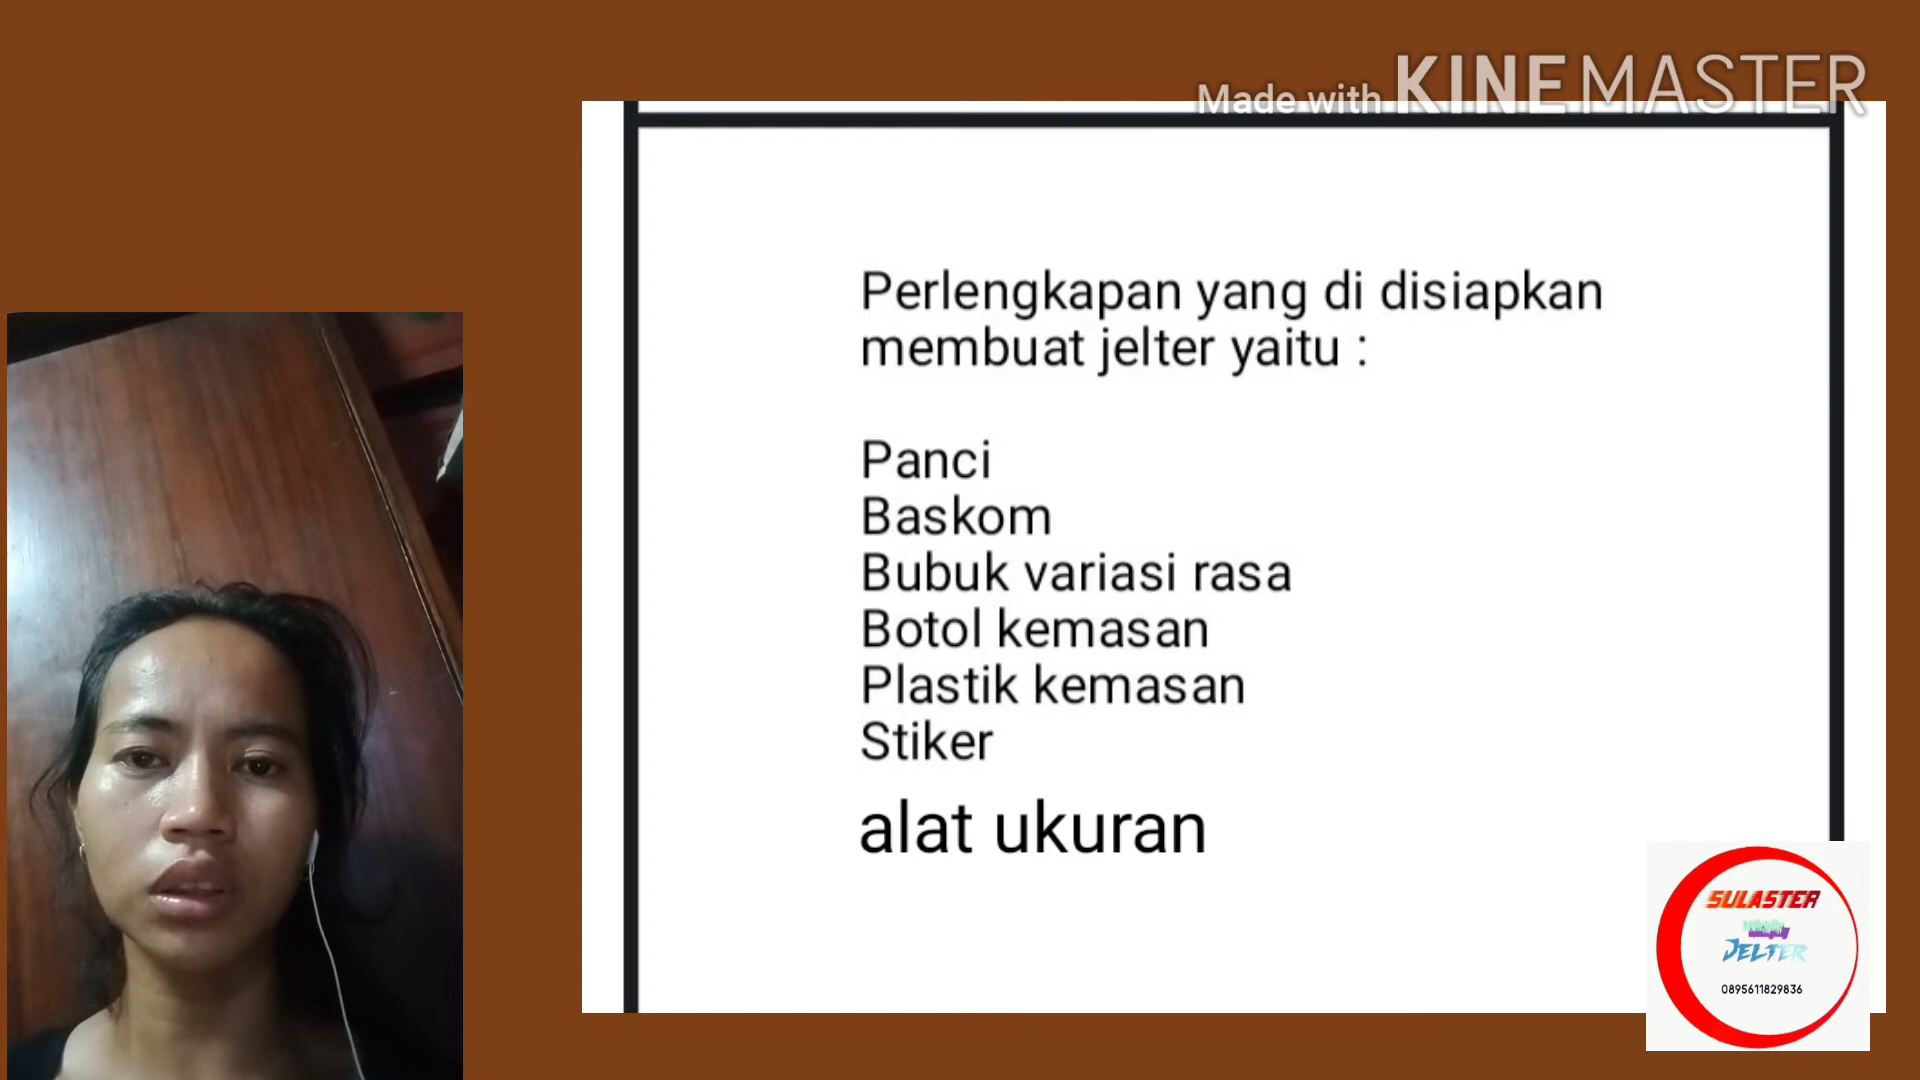 Made with KINEMASTER
Perlengkapan yang di disiapkan
membuat jelter yaitu :
Panci
Baskom
Bubuk variasi rasa
Botol kemasan
Plastik kemasan
Stiker
alat ukuran
SULASTER
JELTER
0895611829836